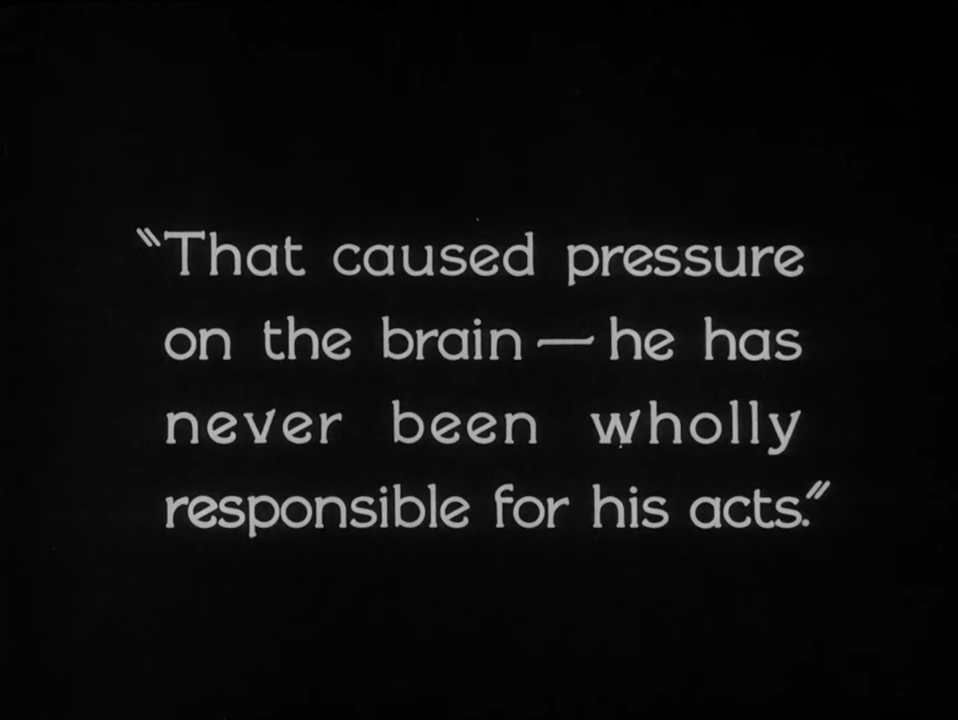 "That caused pressure
on the brain — he has
never been wholly
responsible for his acts."